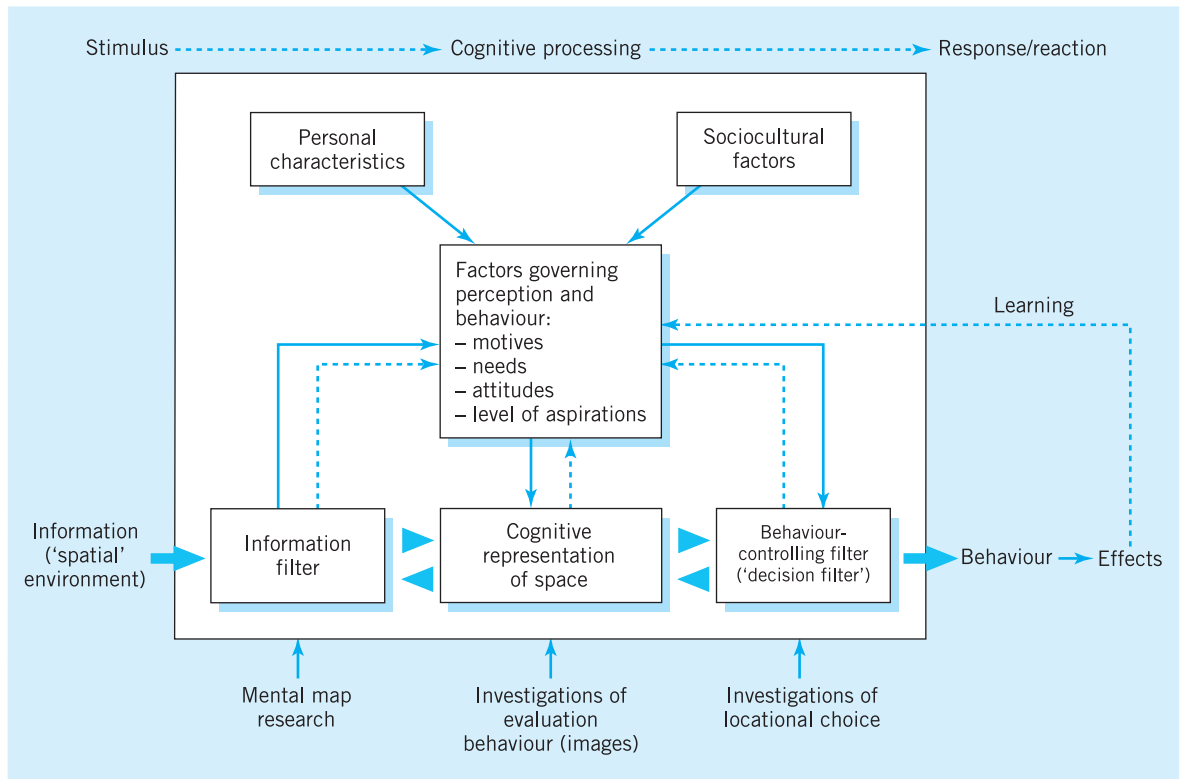 Stimulus
Cognitive processing
Response/reaction
Personal
characteristics
Sociocultural
factors
Factors governing
perception and
behaviour:
– motives
– needs
– attitudes
– level of aspirations
Learning
Information
(‘spatial’
environment)
Information
filter
Cognitive
representation
of space
Behaviour-
controlling filter
(‘decision filter’)
Behaviour
Effects
Mental map
research
Investigations of
evaluation
behaviour (images)
Investigations of
locational choice